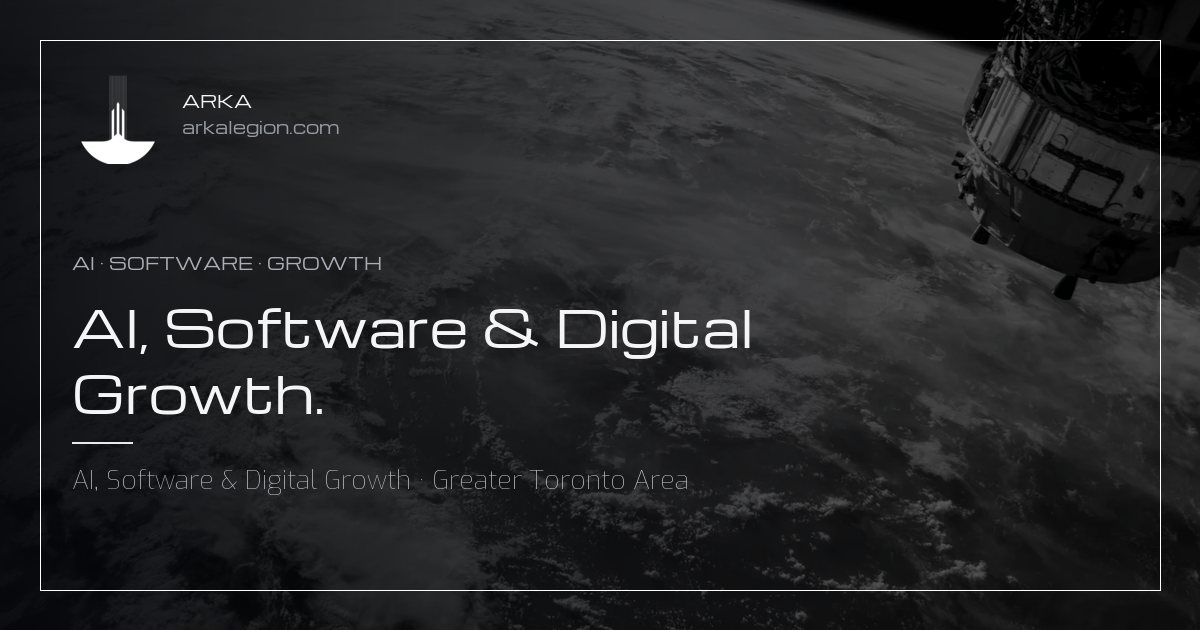 ARKA
arkalegion.com
AI · SOFTWARE · GROWTH
AI, Software & Digital
Growth.
AI, Software & Digital Growth · Greater Toronto Area